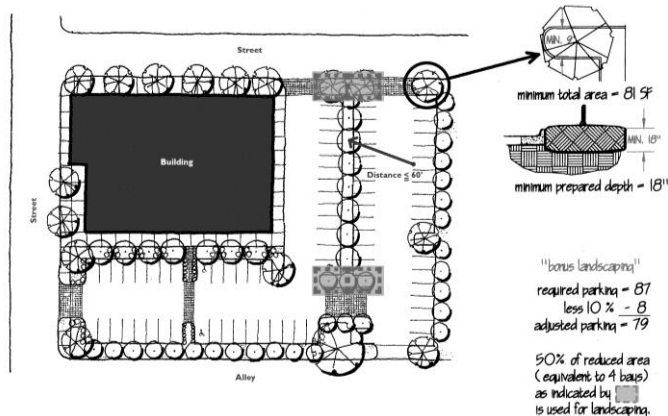 Street
MIN. 9'
minimum total area = 81 SF
Building
MIN. 18"
Distance ≤ 60'
minimum prepared depth = 18"
Street
"bonus landscaping"
required parking = 87
less 10 % - 8
adjusted parking = 79
50% of reduced area
(equivalent to 4 bays)
as indicated by
is used for landscaping.
Alley